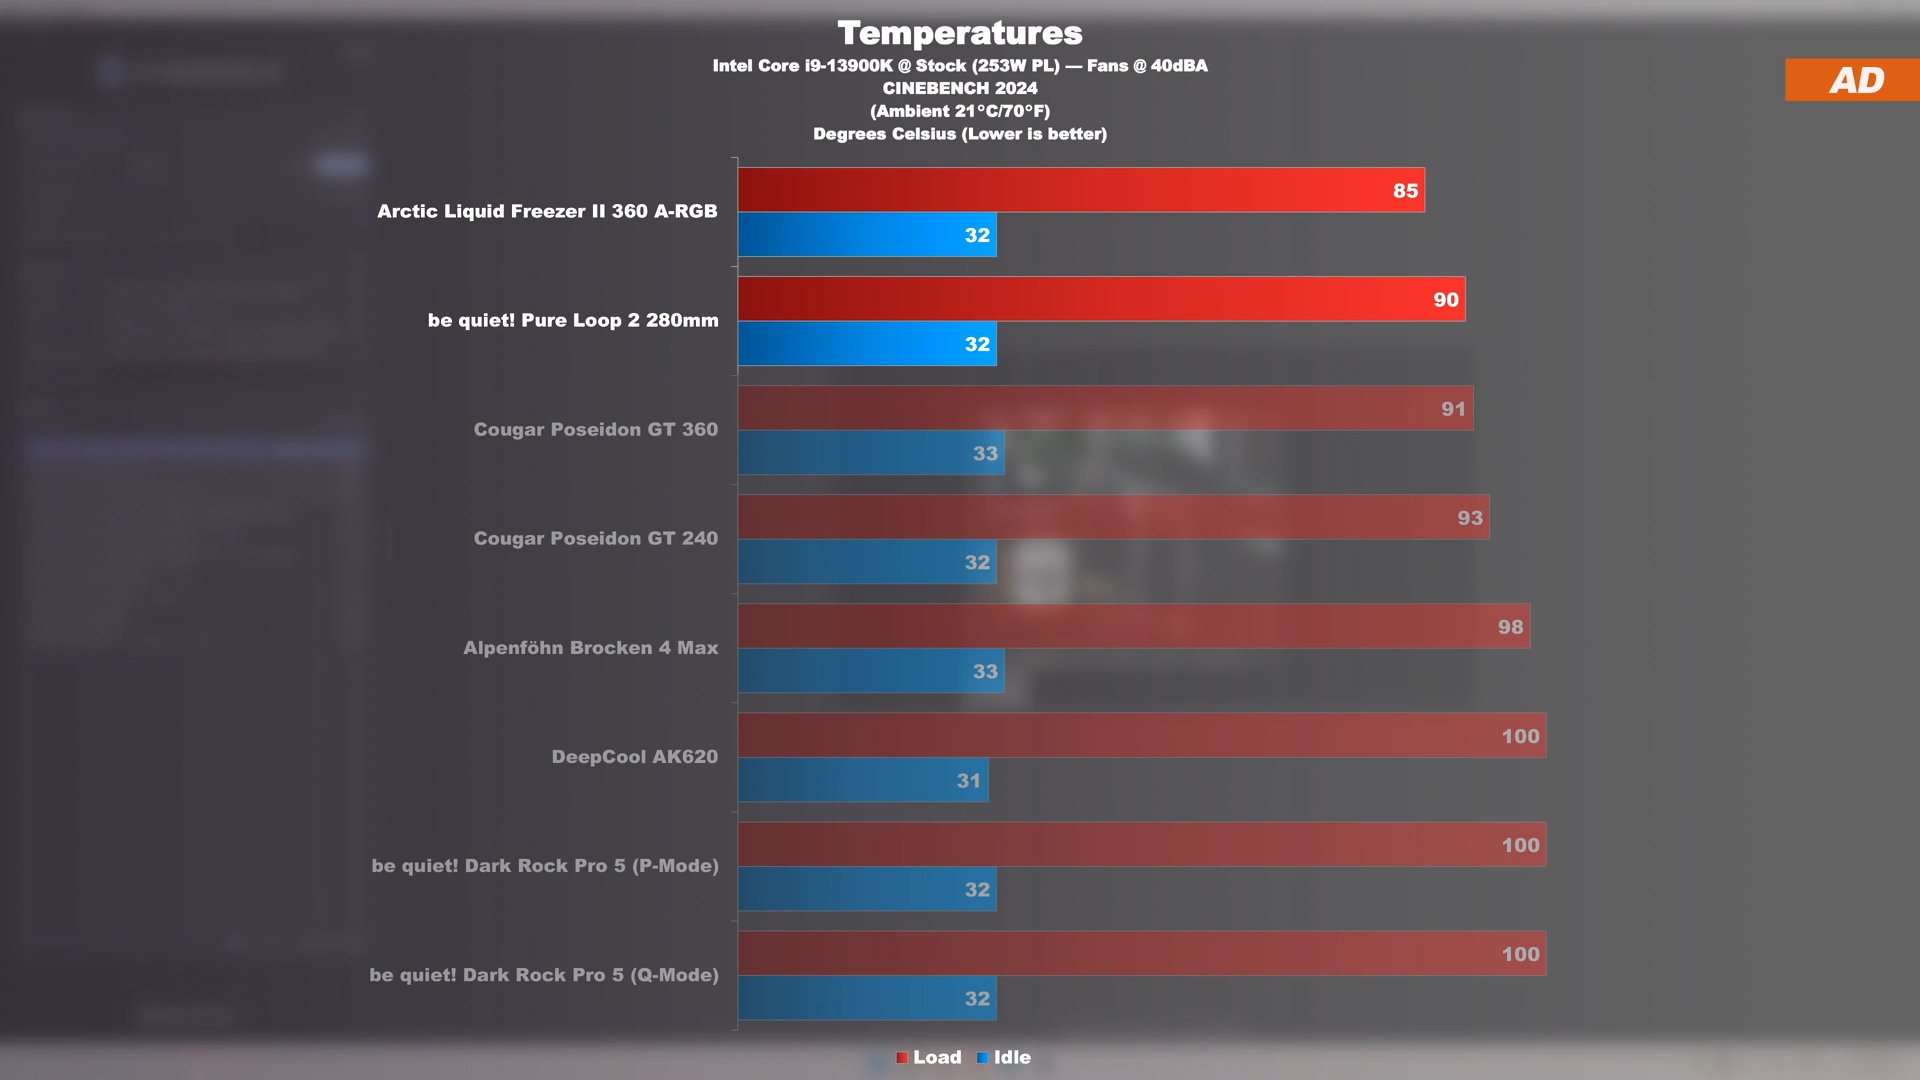 Temperatures
Intel Core i9-13900K @ Stock (253W PL) — Fans @ 40dBA
CINEBENCH 2024
(Ambient 21°C/70°F)
Degrees Celsius (Lower is better)
AD
Arctic Liquid Freezer II 360 A-RGB
85
32
be quiet! Pure Loop 2 280mm
90
32
Cougar Poseidon GT 360
91
33
Cougar Poseidon GT 240
93
32
Alpenföhn Brocken 4 Max
98
33
DeepCool AK620
100
31
be quiet! Dark Rock Pro 5 (P-Mode)
100
32
be quiet! Dark Rock Pro 5 (Q-Mode)
100
32
Load Idle